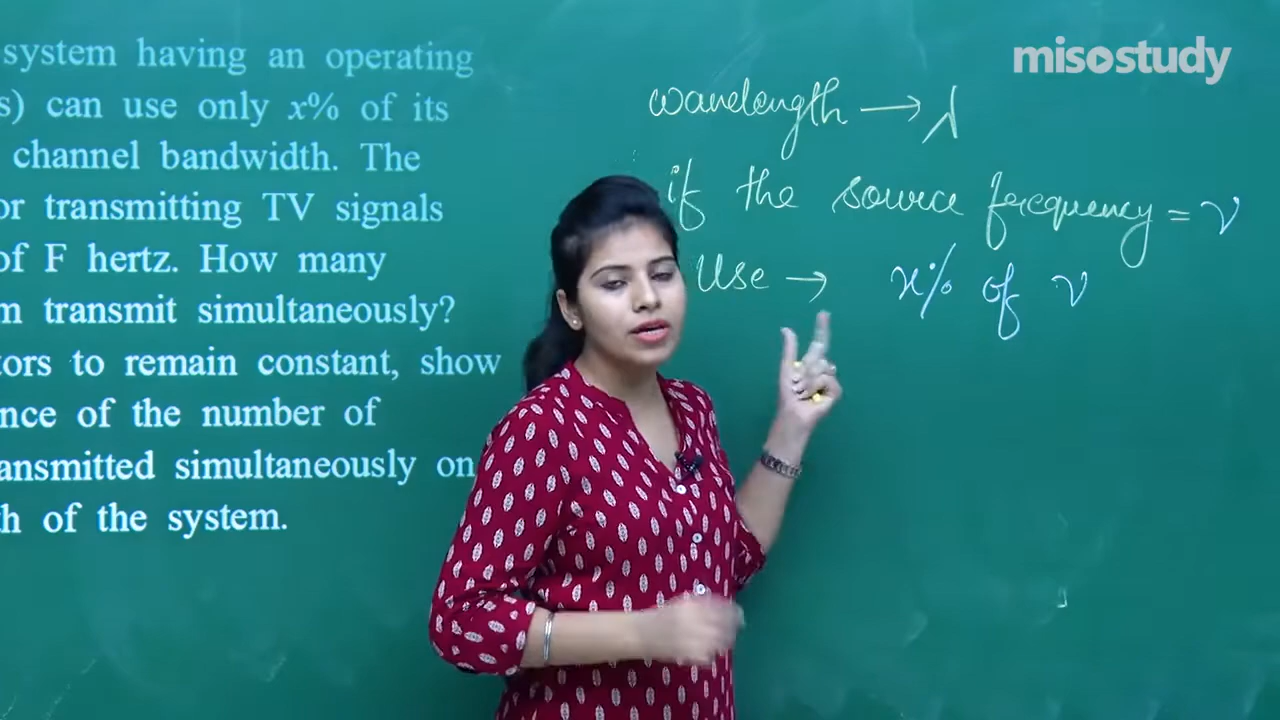 system having an operating
s) can use only x% of its
channel bandwidth. The
or transmitting TV signals
of F hertz. How many
m transmit simultaneously?
tors to remain constant, show
nce of the number of
ansmitted simultaneously on
h of the system.
misostudy
wavelength → λ
if the source frequency = ν
Use → x% of ν